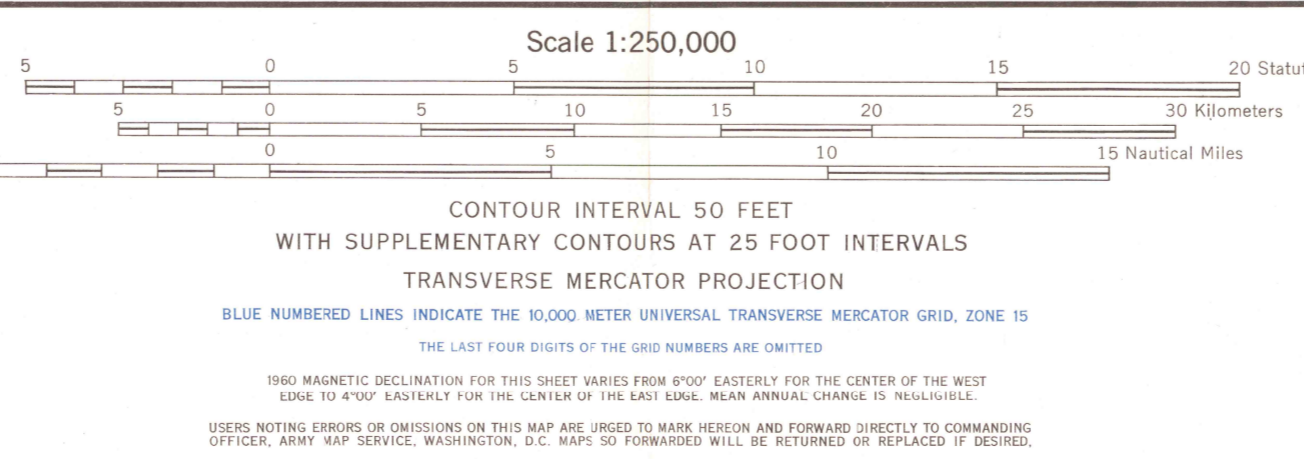 Scale 1:250,000
5 0 5 10 15 20 Statut
5 0 5 10 15 20 25 30 Kilometers
0 5 10 15 Nautical Miles
CONTOUR INTERVAL 50 FEET
WITH SUPPLEMENTARY CONTOURS AT 25 FOOT INTERVALS
TRANSVERSE MERCATOR PROJECTION
BLUE NUMBERED LINES INDICATE THE 10,000 METER UNIVERSAL TRANSVERSE MERCATOR GRID, ZONE 15
THE LAST FOUR DIGITS OF THE GRID NUMBERS ARE OMITTED
1960 MAGNETIC DECLINATION FOR THIS SHEET VARIES FROM 6°00′ EASTERLY FOR THE CENTER OF THE WEST
EDGE TO 4°00′ EASTERLY FOR THE CENTER OF THE EAST EDGE. MEAN ANNUAL CHANGE IS NEGLIGIBLE.
USERS NOTING ERRORS OR OMISSIONS ON THIS MAP ARE URGED TO MARK HEREON AND FORWARD DIRECTLY TO COMMANDING
OFFICER, ARMY MAP SERVICE, WASHINGTON, D.C. MAPS SO FORWARDED WILL BE RETURNED OR REPLACED IF DESIRED.